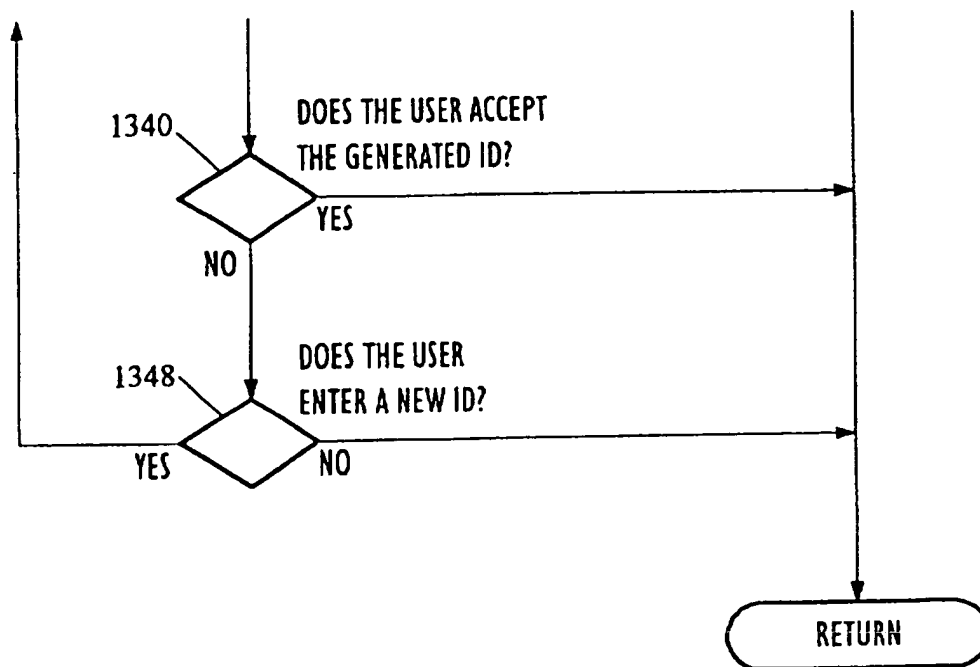 1340
DOES THE USER ACCEPT
THE GENERATED ID?
YES
NO
1348
DOES THE USER
ENTER A NEW ID?
YES
NO
RETURN